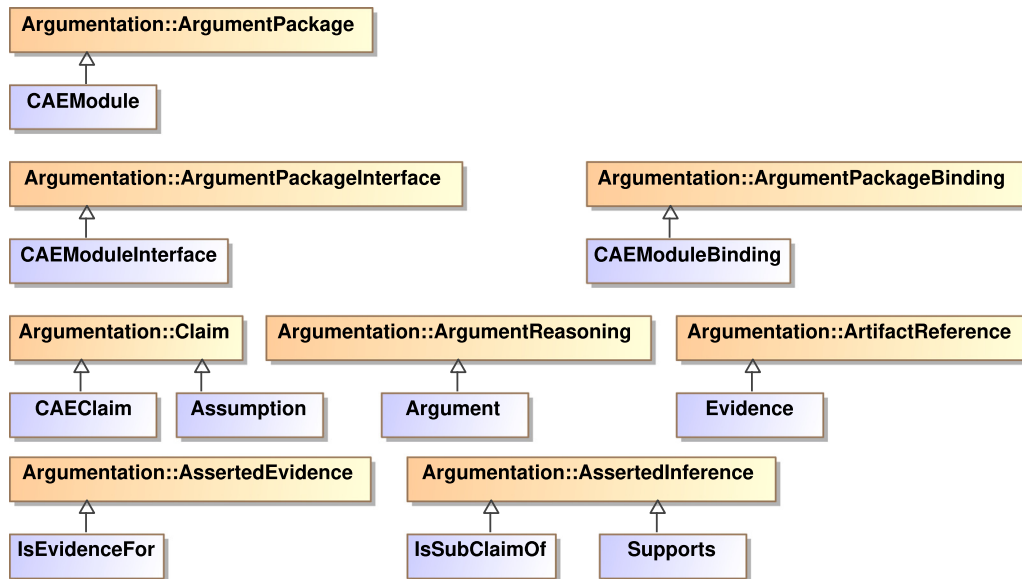 Argumentation::ArgumentPackage
CAEModule
Argumentation::ArgumentPackageInterface
Argumentation::ArgumentPackageBinding
CAEModuleInterface
CAEModuleBinding
Argumentation::Claim
Argumentation::ArgumentReasoning
Argumentation::ArtifactReference
CAEClaim
Assumption
Argument
Evidence
Argumentation::AssertedEvidence
Argumentation::AssertedInference
IsEvidenceFor
IsSubClaimOf
Supports